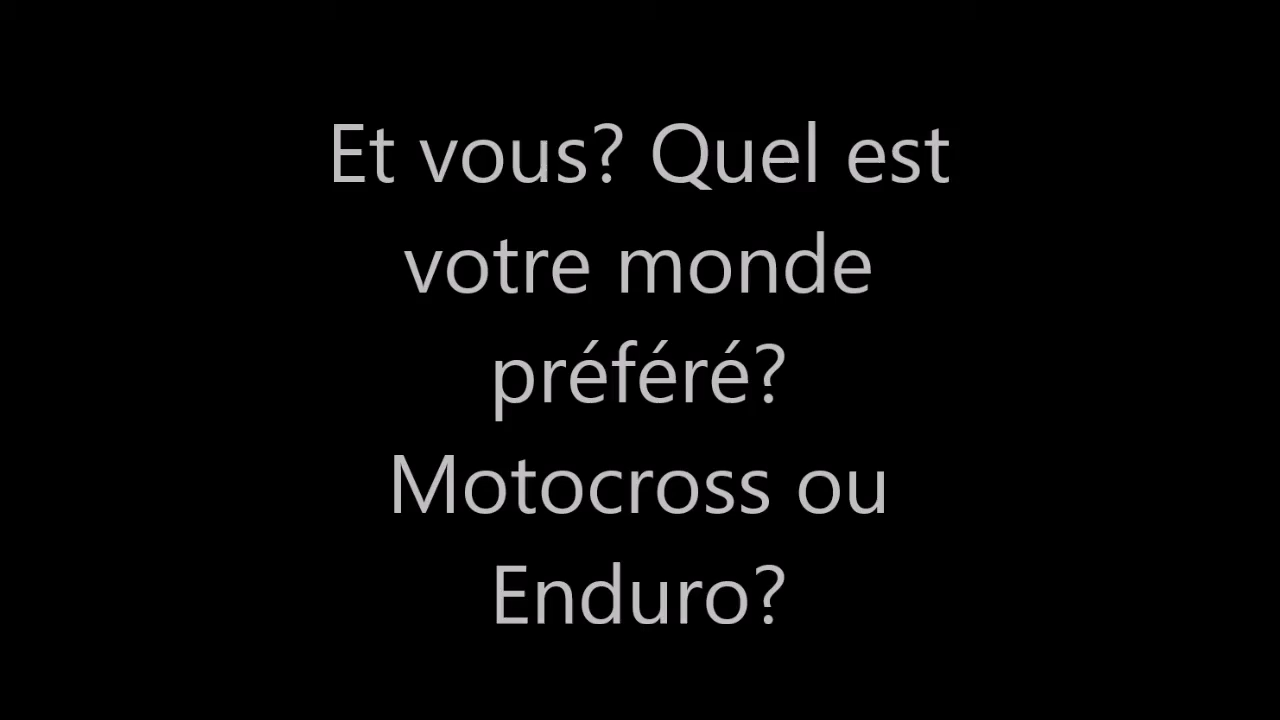 Et vous? Quel est
votre monde
préféré?
Motocross ou
Enduro?